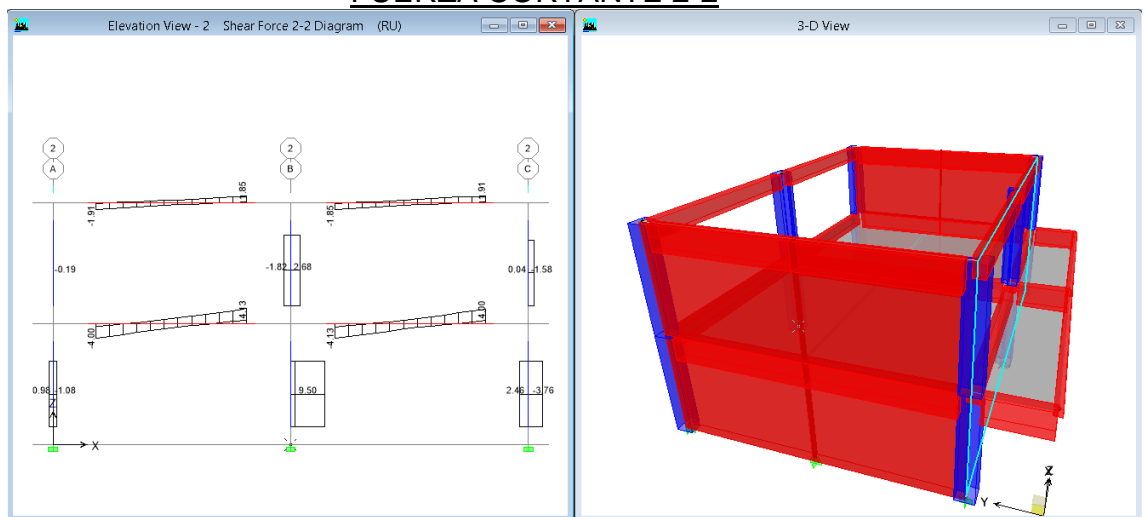 FUERZA CORTANTE 2-2
Elevation View - 2 Shear Force 2-2 Diagram (RU)
3-D View
2 2 2
A B C
-1.91 1.85 -1.85 1.91
-0.19 -1.82 2.68 0.04 -1.58
-4.00 4.13 -4.13 4.00
0.98 -1.08 9.50 2.46 -3.76
Z
X
Z
Y